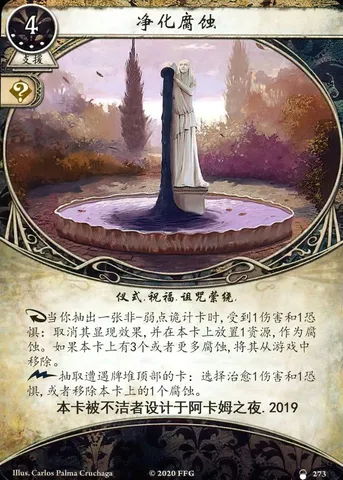 净化腐蚀
4
支援
仪式.祝福.诅咒萦绕.
当你抽出一张非-弱点诡计卡时,受到1伤害和1恐
惧:取消其显现效果,并在本卡上放置1资源,作为腐
蚀。如果本卡上有3个或者更多腐蚀,将其从游戏中
移除。
抽取遭遇牌堆顶部的卡:选择治愈1伤害和1恐
惧,或者移除本卡上的1个腐蚀。
本卡被不洁者设计于阿卡姆之夜.2019
Illus. Carlos Palma Cruchaga
© 2020 FFG
273